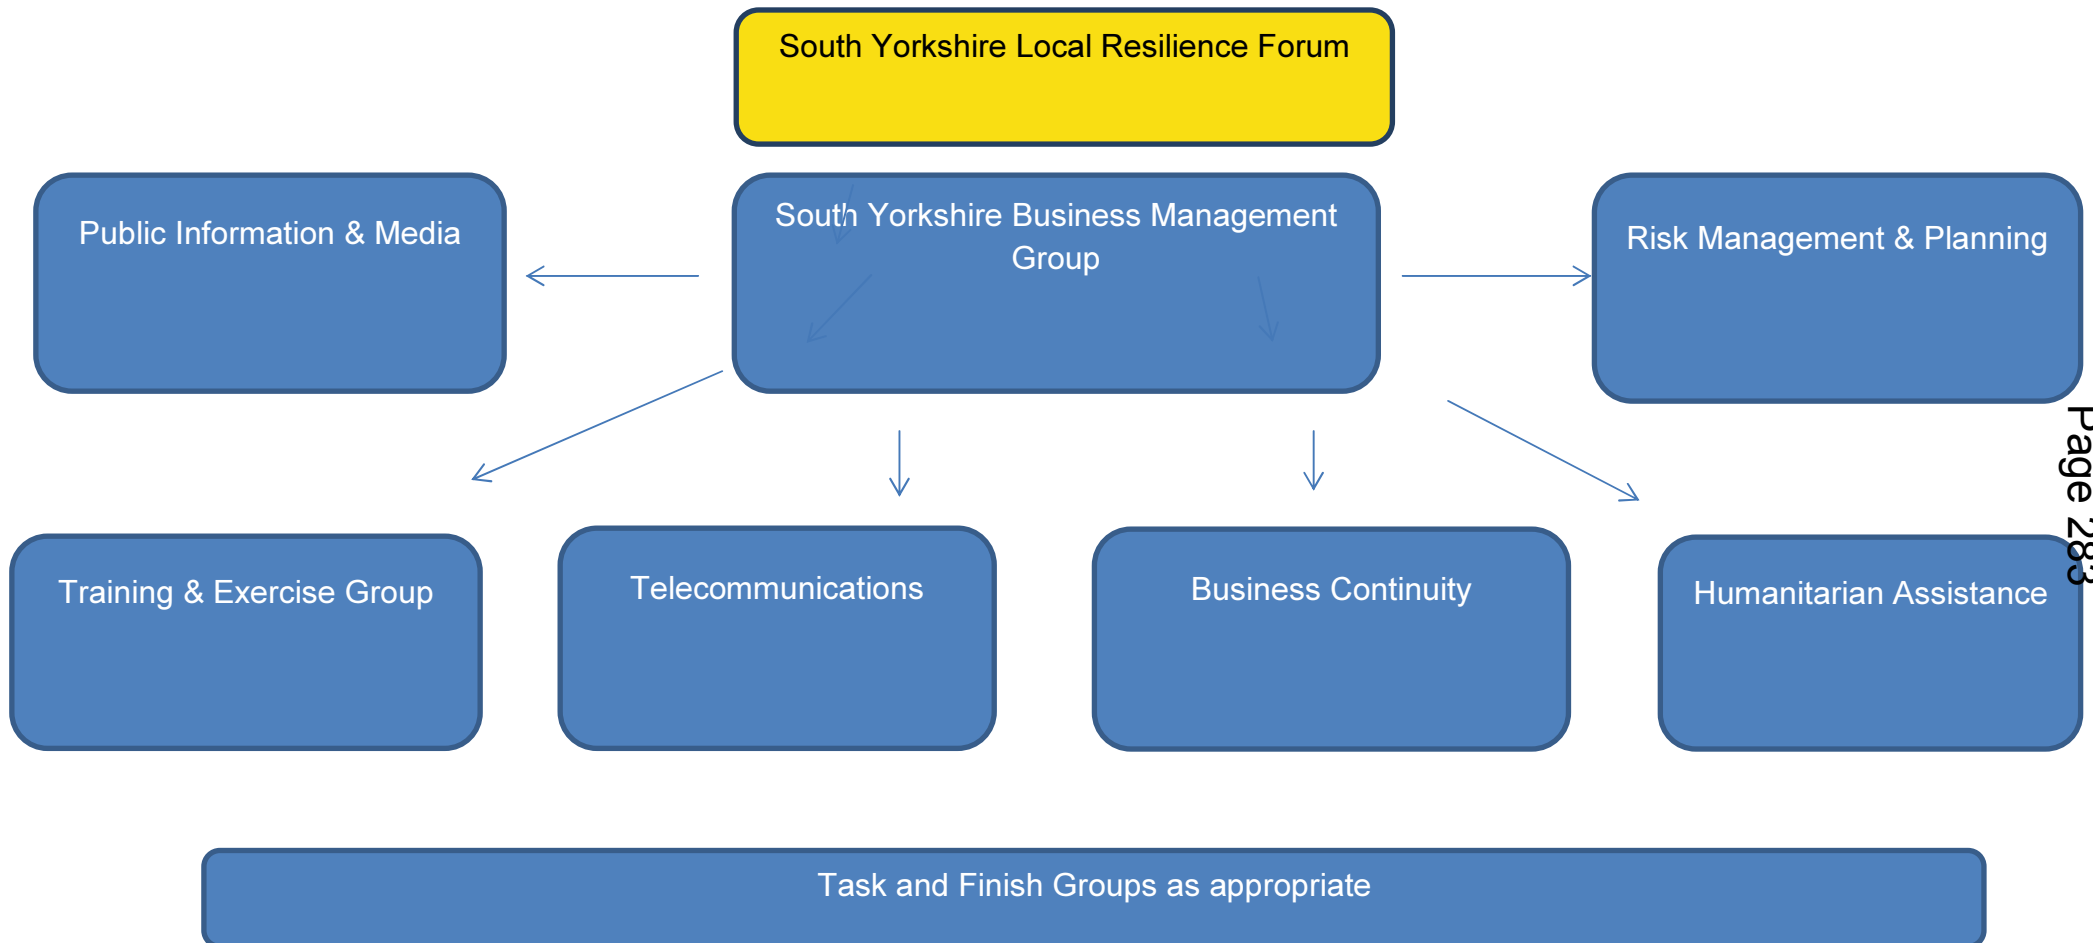 South Yorkshire Local Resilience Forum
Public Information & Media
South Yorkshire Business Management
Group
Risk Management & Planning
Page 283
Training & Exercise Group
Telecommunications
Business Continuity
Humanitarian Assistance
Task and Finish Groups as appropriate